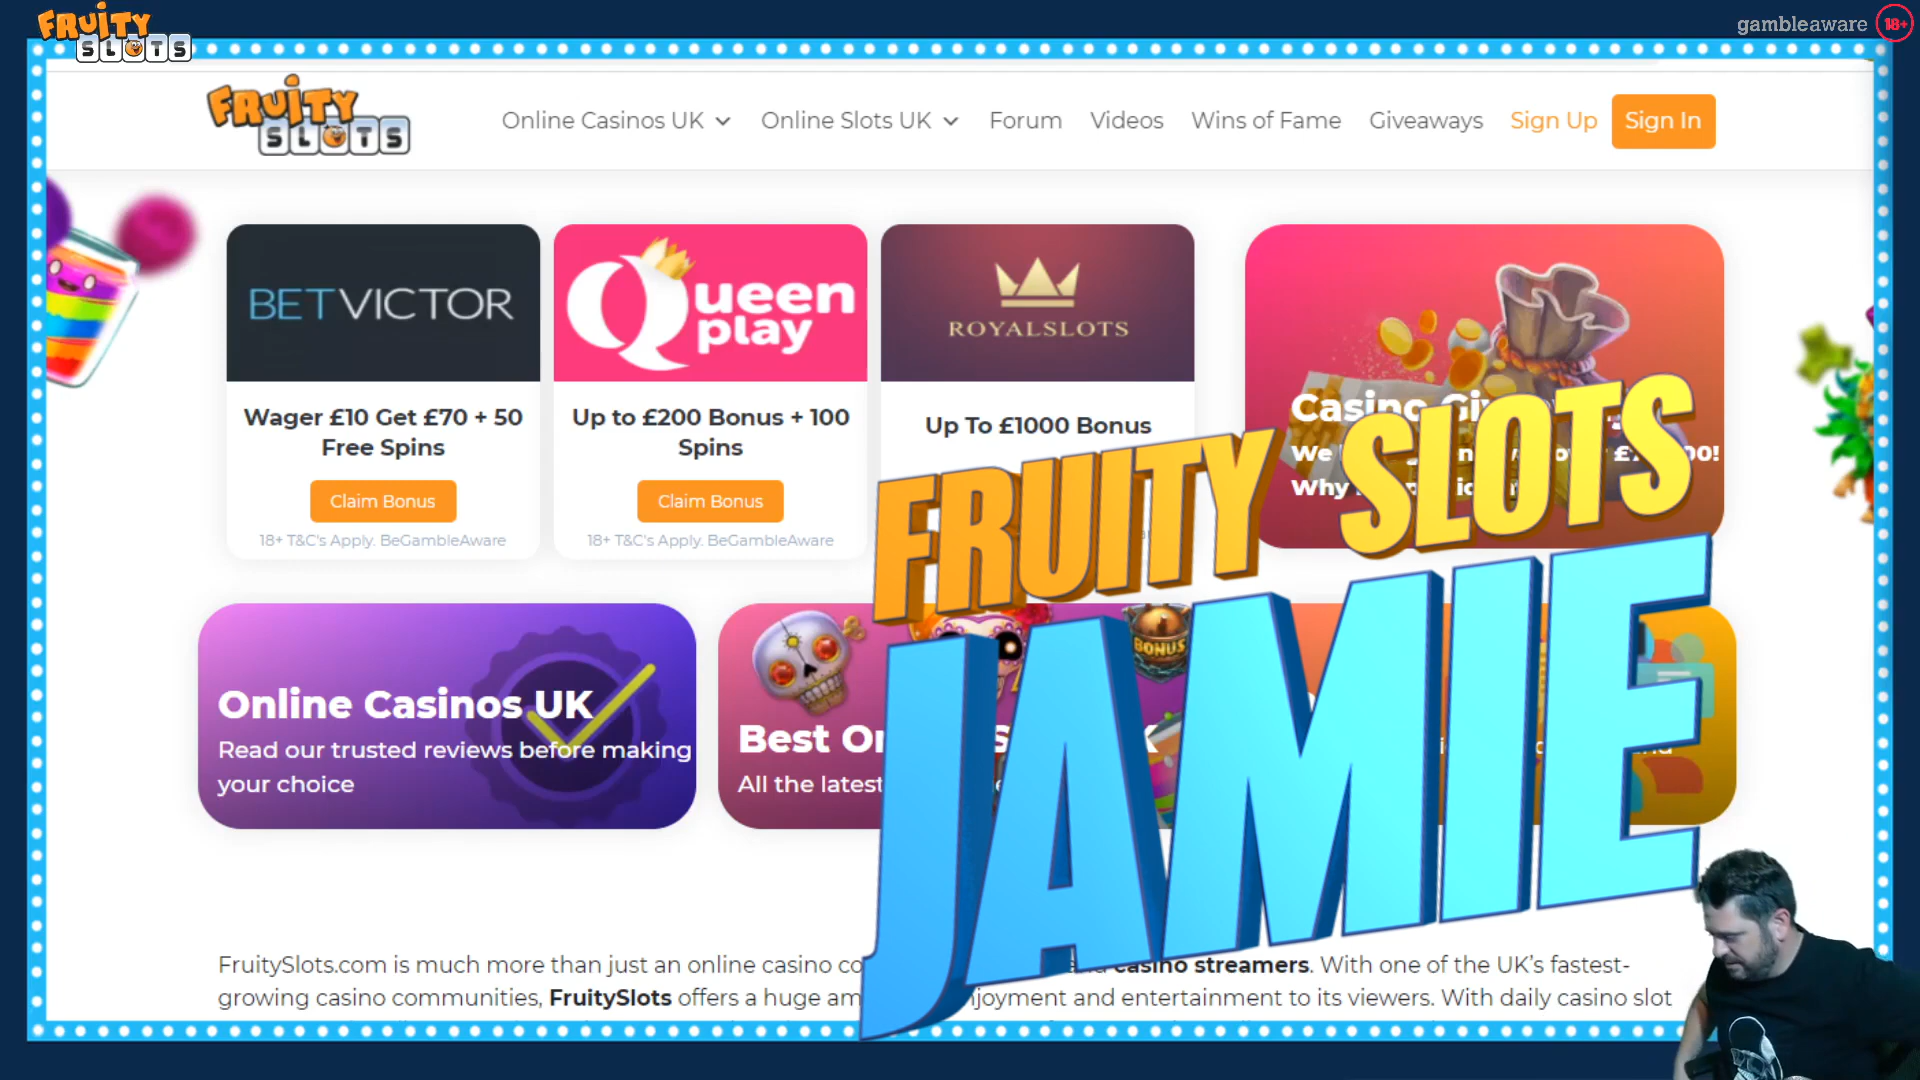 FRUITY
SLOTS
gambleaware 18+
FRUITY
SLOTS
Online Casinos UK
Online Slots UK
Forum
Videos
Wins of Fame
Giveaways
Sign Up
Sign In
BETVICTOR
Wager £10 Get £70 + 50
Free Spins
Claim Bonus
18+ T&C's Apply. BeGambleAware
Queen
play
Up to £200 Bonus + 100
Spins
Claim Bonus
18+ T&C's Apply. BeGambleAware
ROYALSLOTS
Up To £1000 Bonus
Casino
We
Why
FRUITY SLOTS
JAMIE
Online Casinos UK
Read our trusted reviews before making
your choice
BONUS
Best
All the latest
FruitySlots.com is much more than just an online casino casino streamers. With one of the UK's fastest-
growing casino communities, FruitySlots offers a huge enjoyment and entertainment to its viewers. With daily casino slot